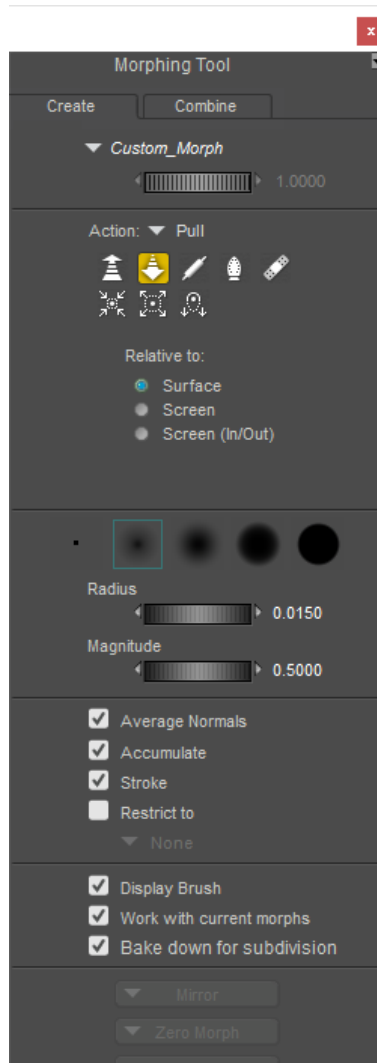 x
Morphing Tool
Create Combine
Custom_Morph
1.0000
Action: Pull
Relative to:
Surface
Screen
Screen (In/Out)
Radius
0.0150
Magnitude
0.5000
Average Normals
Accumulate
Stroke
Restrict to
None
Display Brush
Work with current morphs
Bake down for subdivision
Mirror
Zero Morph